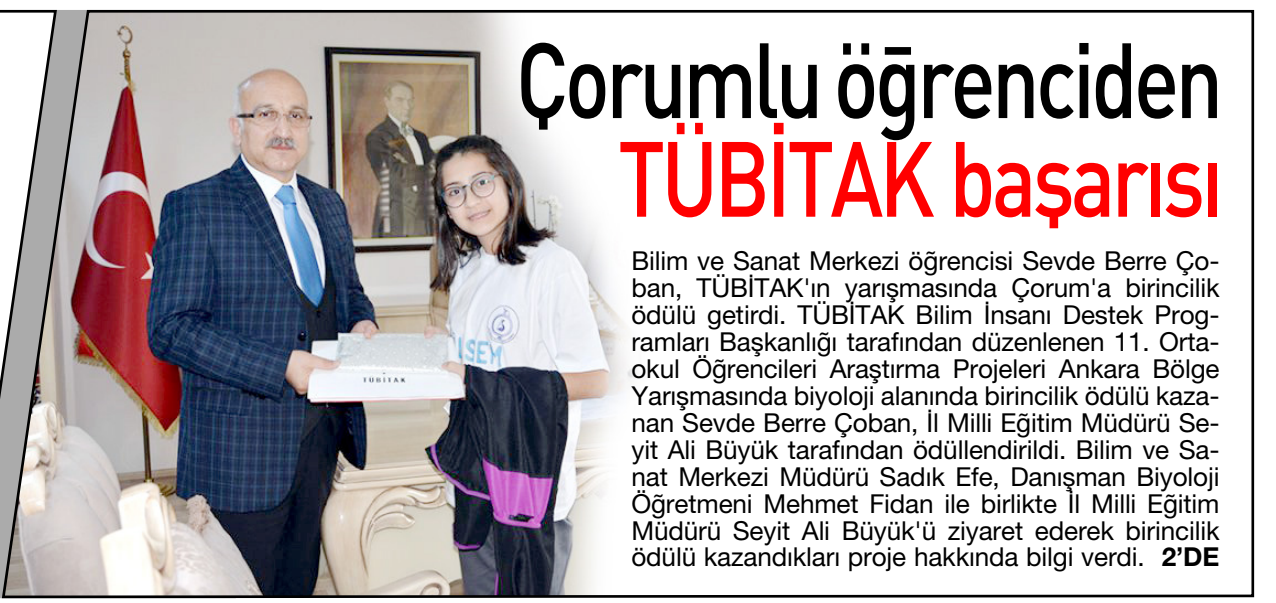 Çorumlu öğrenciden
TÜBİTAK başarısı
Bilim ve Sanat Merkezi öğrencisi Sevde Berre Ço-
ban, TÜBİTAK'ın yarışmasında Çorum'a birincilik
ödülü getirdi. TÜBİTAK Bilim İnsanı Destek Prog-
ramları Başkanlığı tarafından düzenlenen 11. Orta-
okul Öğrencileri Araştırma Projeleri Ankara Bölge
Yarışmasında biyoloji alanında birincilik ödülü kaza-
nan Sevde Berre Çoban, İl Milli Eğitim Müdürü Se-
yit Ali Büyük tarafından ödüllendirildi. Bilim ve Sa-
nat Merkezi Müdürü Sadık Efe, Danışman Biyoloji
Öğretmeni Mehmet Fidan ile birlikte İl Milli Eğitim
Müdürü Seyit Ali Büyük'ü ziyaret ederek birincilik
ödülü kazandıkları proje hakkında bilgi verdi. 2'DE
TÜBİTAK